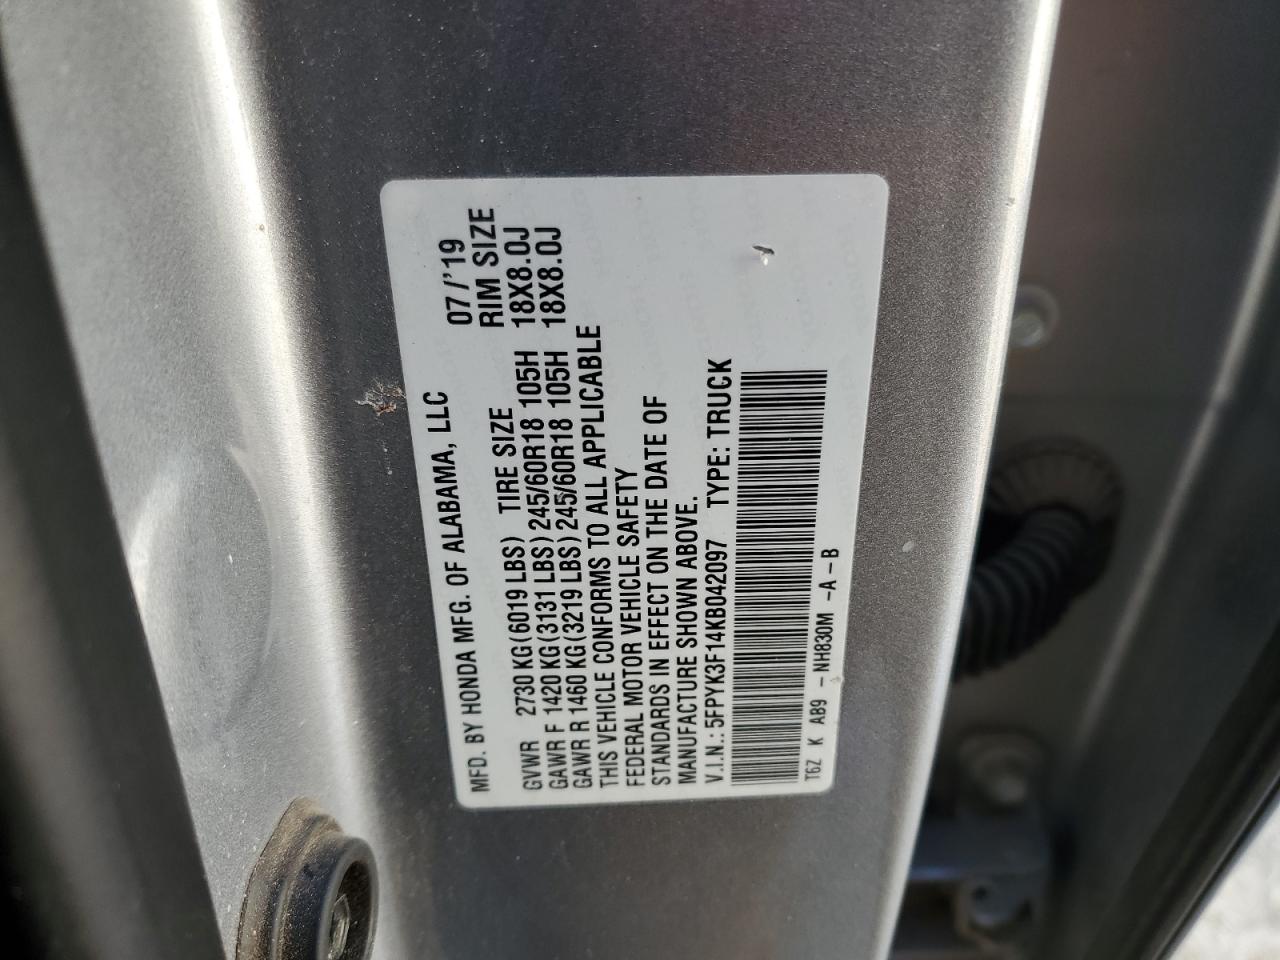 MFD. BY HONDA MFG. OF ALABAMA, LLC 07/'19
TIRE SIZE RIM SIZE
GVWR 2730 KG(6019 LBS)
GAWR F 1420 KG(3131 LBS) 245/60R18 105H 18X8.0J
GAWR R 1460 KG(3219 LBS) 245/60R18 105H 18X8.0J
THIS VEHICLE CONFORMS TO ALL APPLICABLE
FEDERAL MOTOR VEHICLE SAFETY
STANDARDS IN EFFECT ON THE DATE OF
MANUFACTURE SHOWN ABOVE.
V.I.N.: 5FPYK3F14KB042097 TYPE: TRUCK
T6Z K AB9 -NH830M -A-B